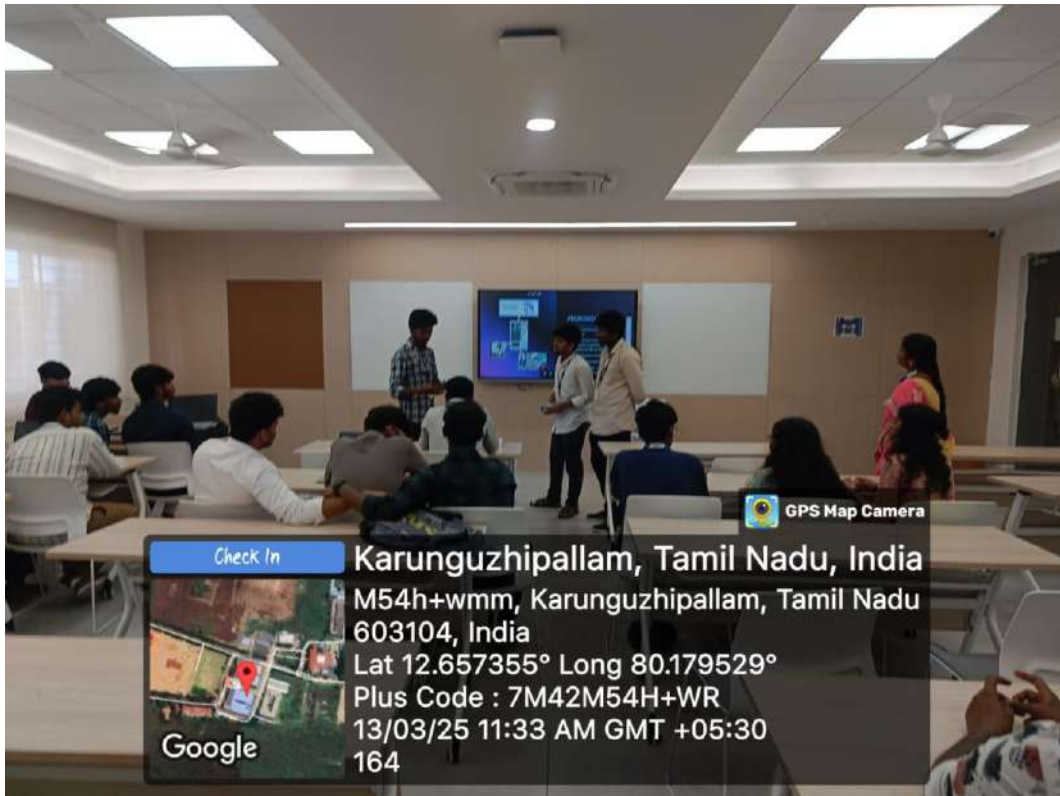 GPS Map Camera
Check In
Karunguzhipallam, Tamil Nadu, India
M54h+wmm, Karunguzhipallam, Tamil Nadu
603104, India
Lat 12.657355° Long 80.179529°
Plus Code : 7M42M54H+WR
13/03/25 11:33 AM GMT +05:30
164
Google